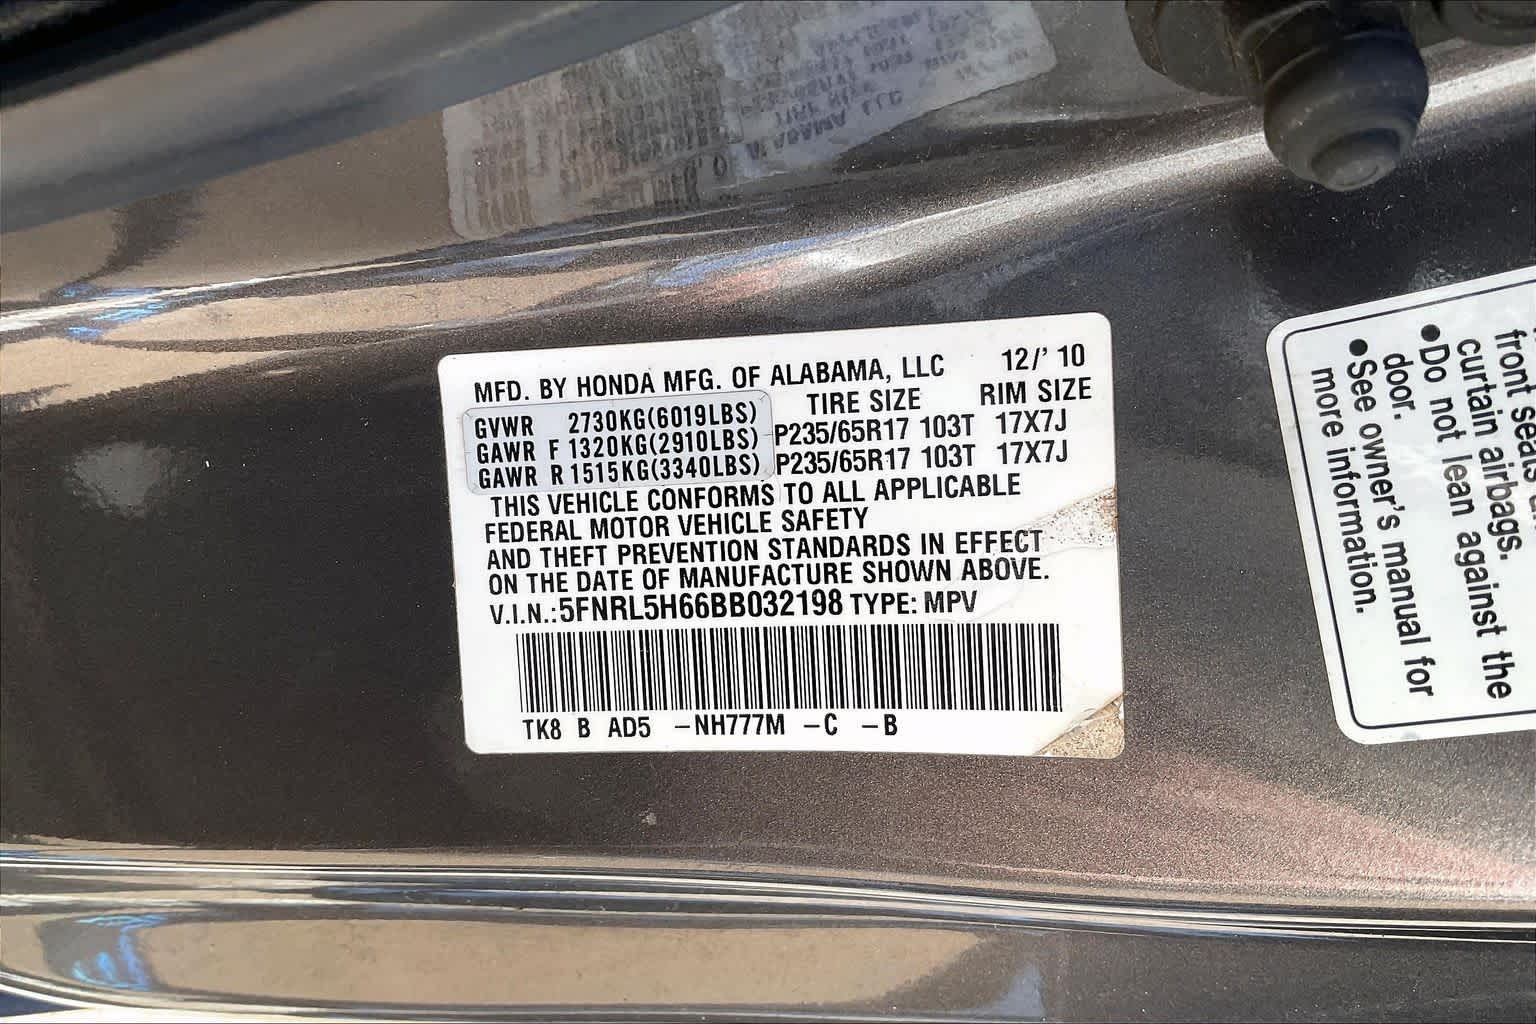 MFD. BY HONDA MFG. OF ALABAMA, LLC 12/' 10
TIRE SIZE RIM SIZE
GVWR 2730KG(6019LBS)
GAWR F 1320KG(2910LBS) P235/65R17 103T 17X7J
GAWR R 1515KG(3340LBS) P235/65R17 103T 17X7J
THIS VEHICLE CONFORMS TO ALL APPLICABLE
FEDERAL MOTOR VEHICLE SAFETY
AND THEFT PREVENTION STANDARDS IN EFFECT
ON THE DATE OF MANUFACTURE SHOWN ABOVE.
V.I.N.:5FNRL5H66BB032198 TYPE: MPV
TK8 B AD5 -NH777M -C -B
front seats
curtain airbags.
●Do not lean against the
door.
●See owner's manual for
more information.